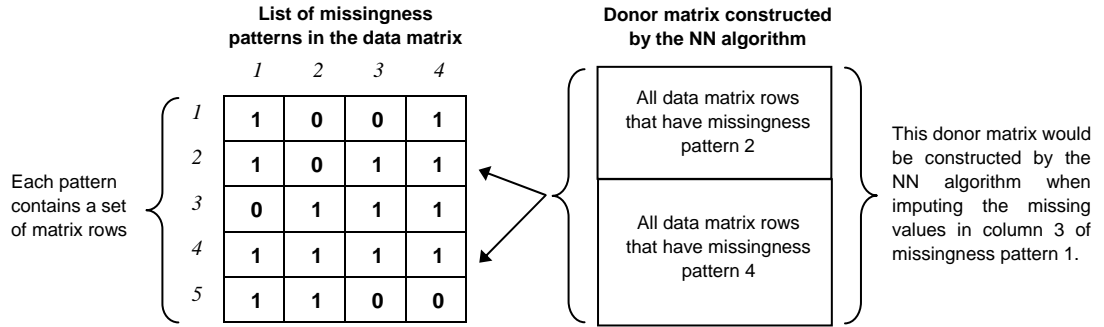 List of missingness
patterns in the data matrix
Donor matrix constructed
by the NN algorithm
1 2 3 4
1 1 0 0 1
2 1 0 1 1
3 0 1 1 1
4 1 1 1 1
5 1 1 0 0
Each pattern
contains a set
of matrix rows
All data matrix rows
that have missingness
pattern 2
All data matrix rows
that have missingness
pattern 4
This donor matrix would
be constructed by the
NN algorithm when
imputing the missing
values in column 3 of
missingness pattern 1.